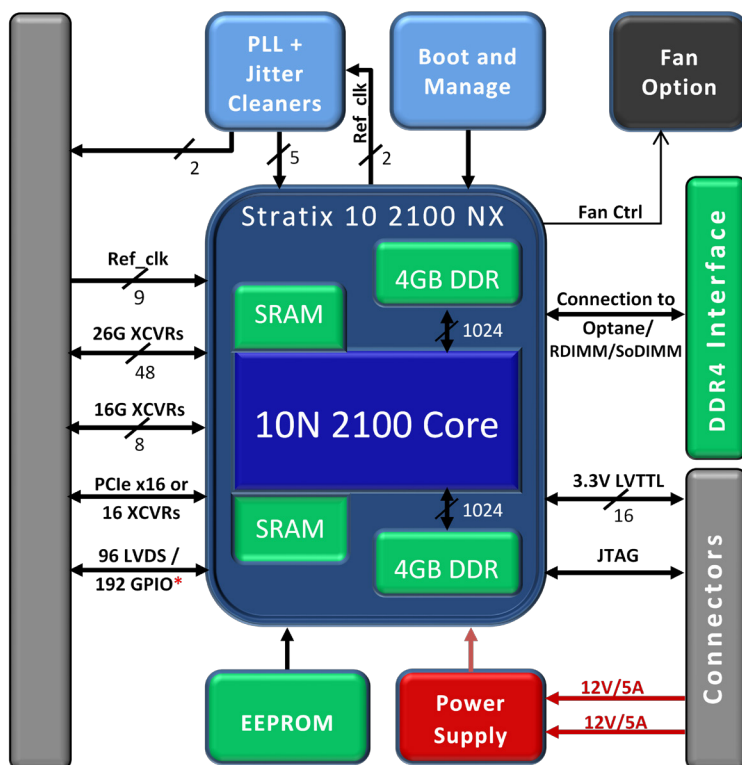 PLL +
Jitter
Cleaners
Boot and
Manage
Fan
Option
Ref_clk
2
5
2
Stratix 10 2100 NX
Fan Ctrl
Ref_clk
9
4GB DDR
SRAM
1024
Connection to
Optane/
RDIMM/SoDIMM
DDR4 Interface
26G XCVRs
48
10N 2100 Core
16G XCVRs
8
PCIe x16 or
16 XCVRs
3.3V LVTTL
16
SRAM
1024
4GB DDR
96 LVDS /
192 GPIO*
JTAG
Connectors
EEPROM
Power
Supply
12V/5A
12V/5A